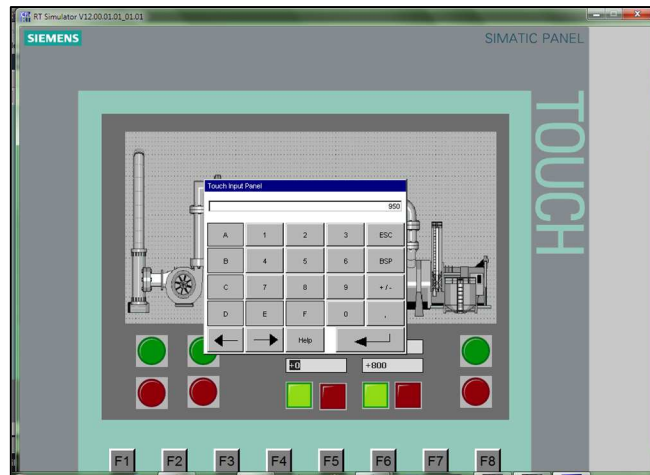 RT Simulator V12.00.01.01_01.01
SIEMENS
SIMATIC PANEL
TOUCH
Touch Input Panel
950
A 1 2 3 ESC
B 4 5 6 BSP
C 7 8 9 +/-
D E F 0 ,
Help
+0 +800
F1 F2 F3 F4 F5 F6 F7 F8